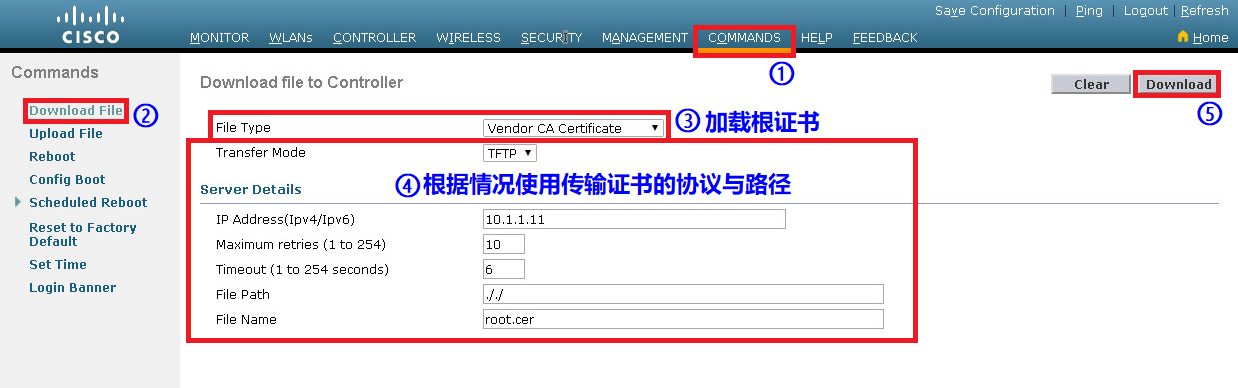 Save Configuration | Ping | Logout | Refresh
CISCO
MONITOR WLANs CONTROLLER WIRELESS SECURITY MANAGEMENT COMMANDS HELP FEEDBACK Home
①
Commands
Download File ②
Upload File
Reboot
Config Boot
Scheduled Reboot
Reset to Factory
Default
Set Time
Login Banner
Download file to Controller
Clear Download
⑤
File Type Vendor CA Certificate ③ 加载根证书
Transfer Mode TFTP
④根据情况使用传输证书的协议与路径
Server Details
IP Address(Ipv4/Ipv6) 10.1.1.11
Maximum retries (1 to 254) 10
Timeout (1 to 254 seconds) 6
File Path ././
File Name root.cer